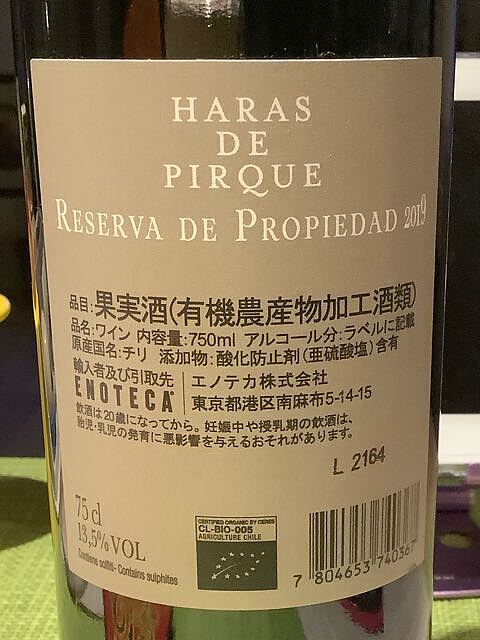 HARAS
DE
PIRQUE
RESERVA DE PROPIEDAD 2019
品目:果実酒(有機農産物加工酒類)
品名:ワイン 内容量:750ml アルコール分:ラベルに記載
原産国名:チリ 添加物:酸化防止剤(亜硫酸塩)含有
輸入者及び引取先
ENOTECA
エノテカ株式会社
東京都港区南麻布5-14-15
飲酒は20歳になってから。妊娠中や授乳期の飲酒は、
胎児・乳児の発育に悪影響を与えるおそれがあります。
L 2164
75 cl
13,5% VOL
Contiene solfiti - Contains sulphites
CERTIFIED ORGANIC BY CERES
CL-BIO-005
AGRICULTURE CHILE
7 804653 740367